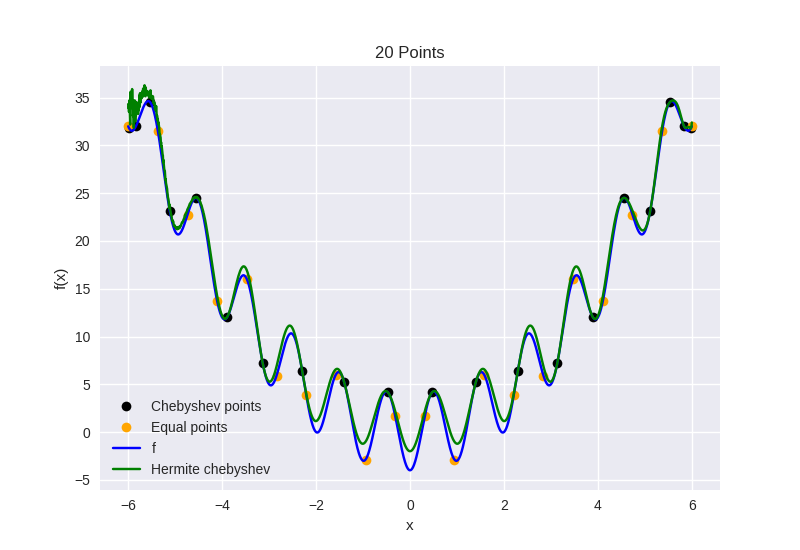 20 Points
f(x)
35
30
25
20
15
10
5
0
−5
−6
−4
−2
0
2
4
6
x
Chebyshev points
Equal points
f
Hermite chebyshev